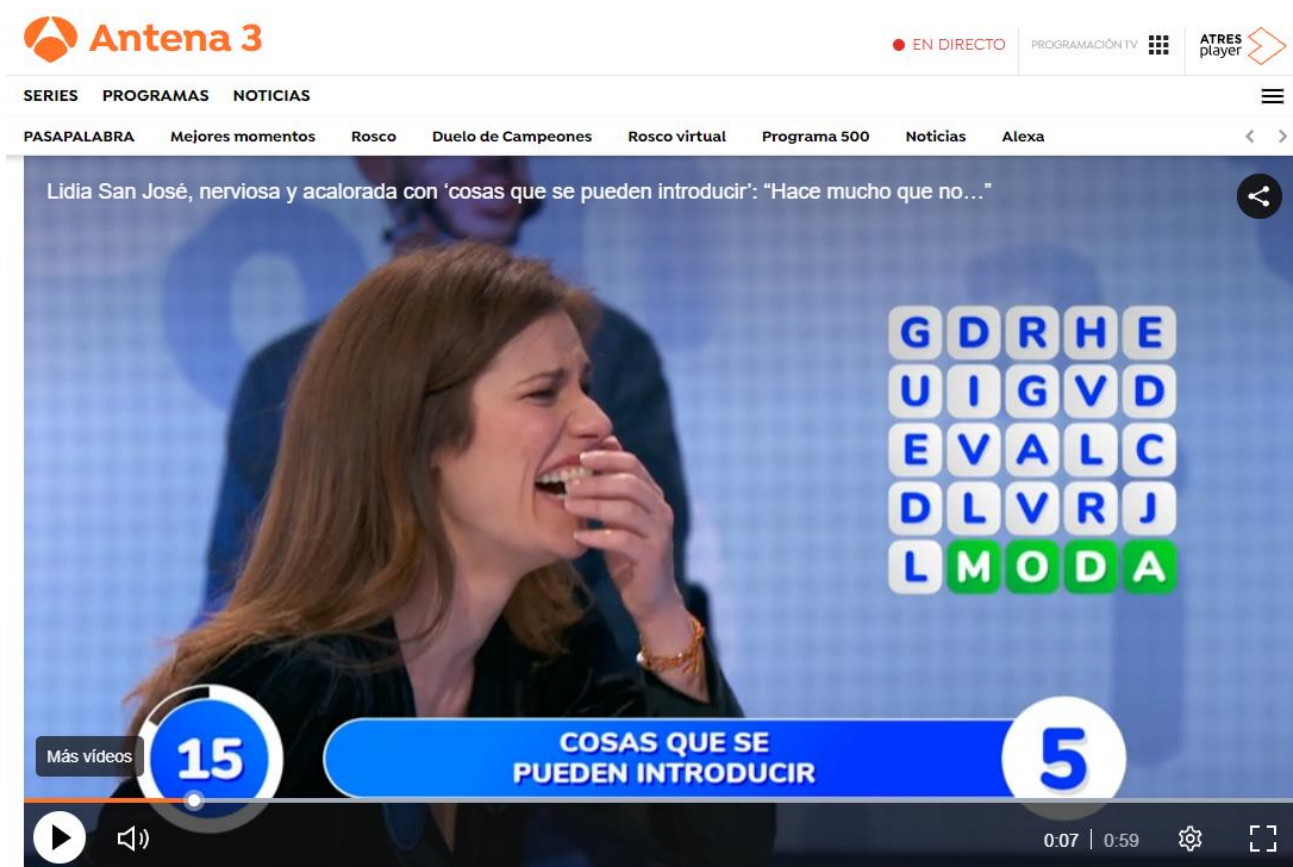 Antena 3
EN DIRECTO
PROGRAMACIÓN TV
ATRES
player
SERIES PROGRAMAS NOTICIAS
PASAPALABRA Mejores momentos Rosco Duelo de Campeones Rosco virtual Programa 500 Noticias Alexa
Lidia San José, nerviosa y acalorada con ‘cosas que se pueden introducir’: “Hace mucho que no…”
G D R H E
U I G V D
E V A L C
D L V R J
L M O D A
Más vídeos
15
COSAS QUE SE
PUEDEN INTRODUCIR
5
0:07 | 0:59